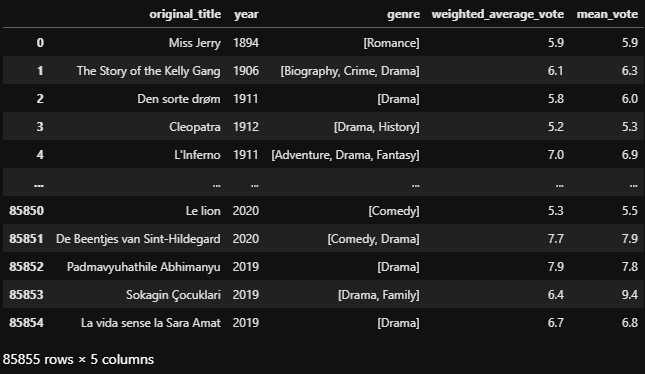 original_title year genre weighted_average_vote mean_vote
0 Miss Jerry 1894 [Romance] 5.9 5.9
1 The Story of the Kelly Gang 1906 [Biography, Crime, Drama] 6.1 6.3
2 Den sorte drøm 1911 [Drama] 5.8 6.0
3 Cleopatra 1912 [Drama, History] 5.2 5.3
4 L'Inferno 1911 [Adventure, Drama, Fantasy] 7.0 6.9
... ... ... ... ... ...
85850 Le lion 2020 [Comedy] 5.3 5.5
85851 De Beentjes van Sint-Hildegard 2020 [Comedy, Drama] 7.7 7.9
85852 Padmavyuhathile Abhimanyu 2019 [Drama] 7.9 7.8
85853 Sokagin Çocuklari 2019 [Drama, Family] 6.4 9.4
85854 La vida sense la Sara Amat 2019 [Drama] 6.7 6.8
85855 rows × 5 columns